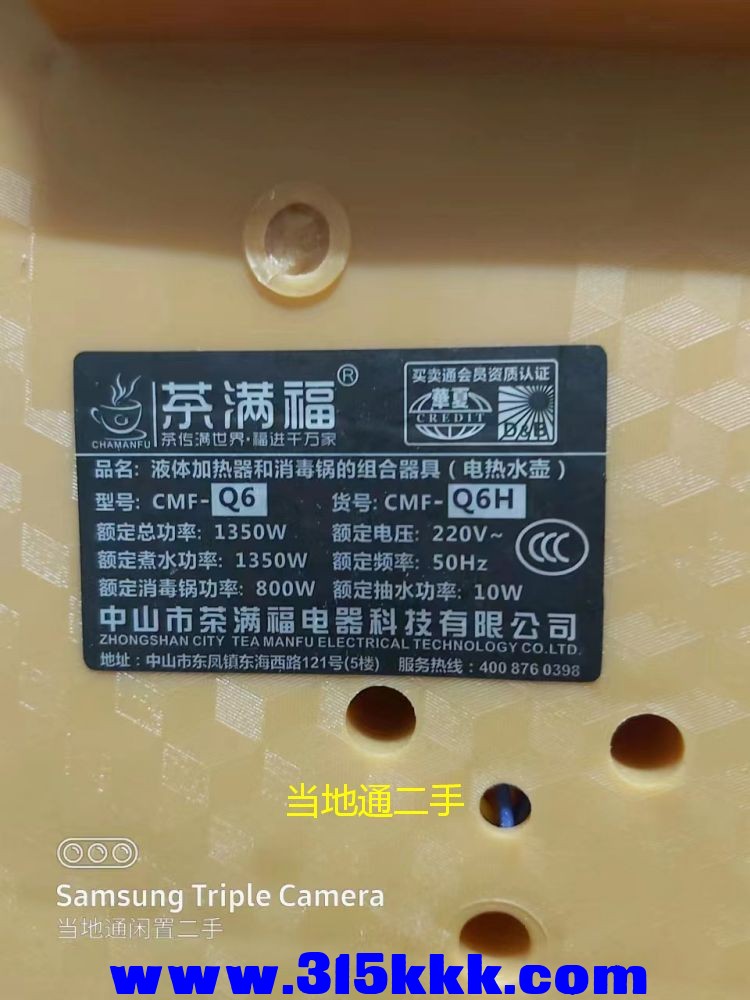 茶满福®
CHAMANFU
茶传满世界·福进千万家
买卖通会员资质认证
華夏
CREDIT
D&B
品名: 液体加热器和消毒锅的组合器具 (电热水壶)
型号: CMF-Q6 货号: CMF-Q6H
额定总功率: 1350W 额定电压: 220V~
额定煮水功率: 1350W 额定频率: 50Hz
额定消毒锅功率: 800W 额定抽水功率: 10W
CCC
中山市茶满福电器科技有限公司
ZHONGSHAN CITY TEA MANFU ELECTRICAL TECHNOLOGY CO.LTD.
地址: 中山市东凤镇东海西路121号(5楼) 服务热线: 400 876 0398
当地通二手
Samsung Triple Camera
当地通闲置二手
www.315kkk.com